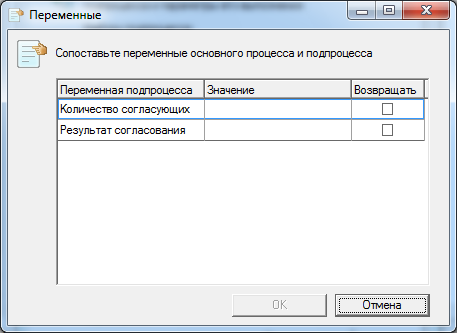 Переменные
Сопоставьте переменные основного процесса и подпроцесса
Переменная подпроцесса Значение Возвращать
Количество согласующих
Результат согласования
OK Отмена